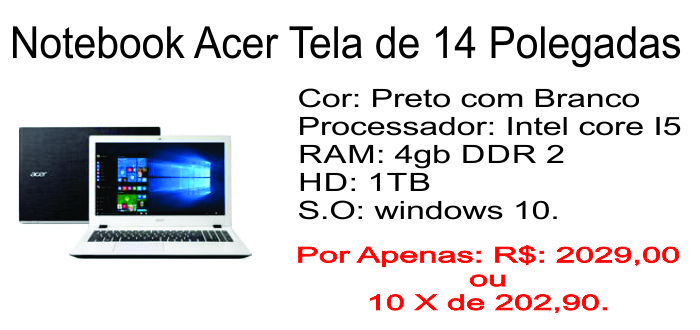 Notebook Acer Tela de 14 Polegadas
Cor: Preto com Branco
Processador: Intel core I5
RAM: 4gb DDR 2
HD: 1TB
S.O: windows 10.
acer
Por Apenas: R$: 2029,00
ou
10 X de 202,90.